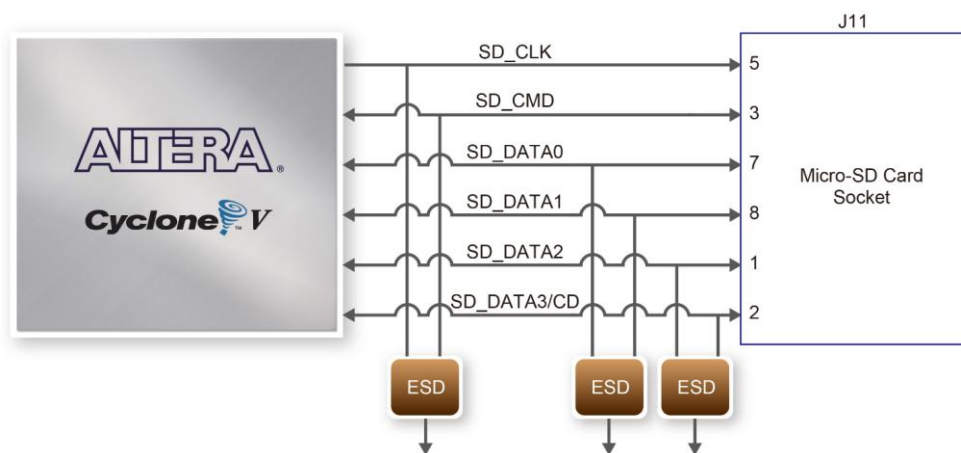 J11
SD_CLK
5
SD_CMD
3
ALTERA®
SD_DATA0
7
Micro-SD Card
Socket
Cyclone™ V
SD_DATA1
8
SD_DATA2
1
SD_DATA3/CD
2
ESD
ESD
ESD